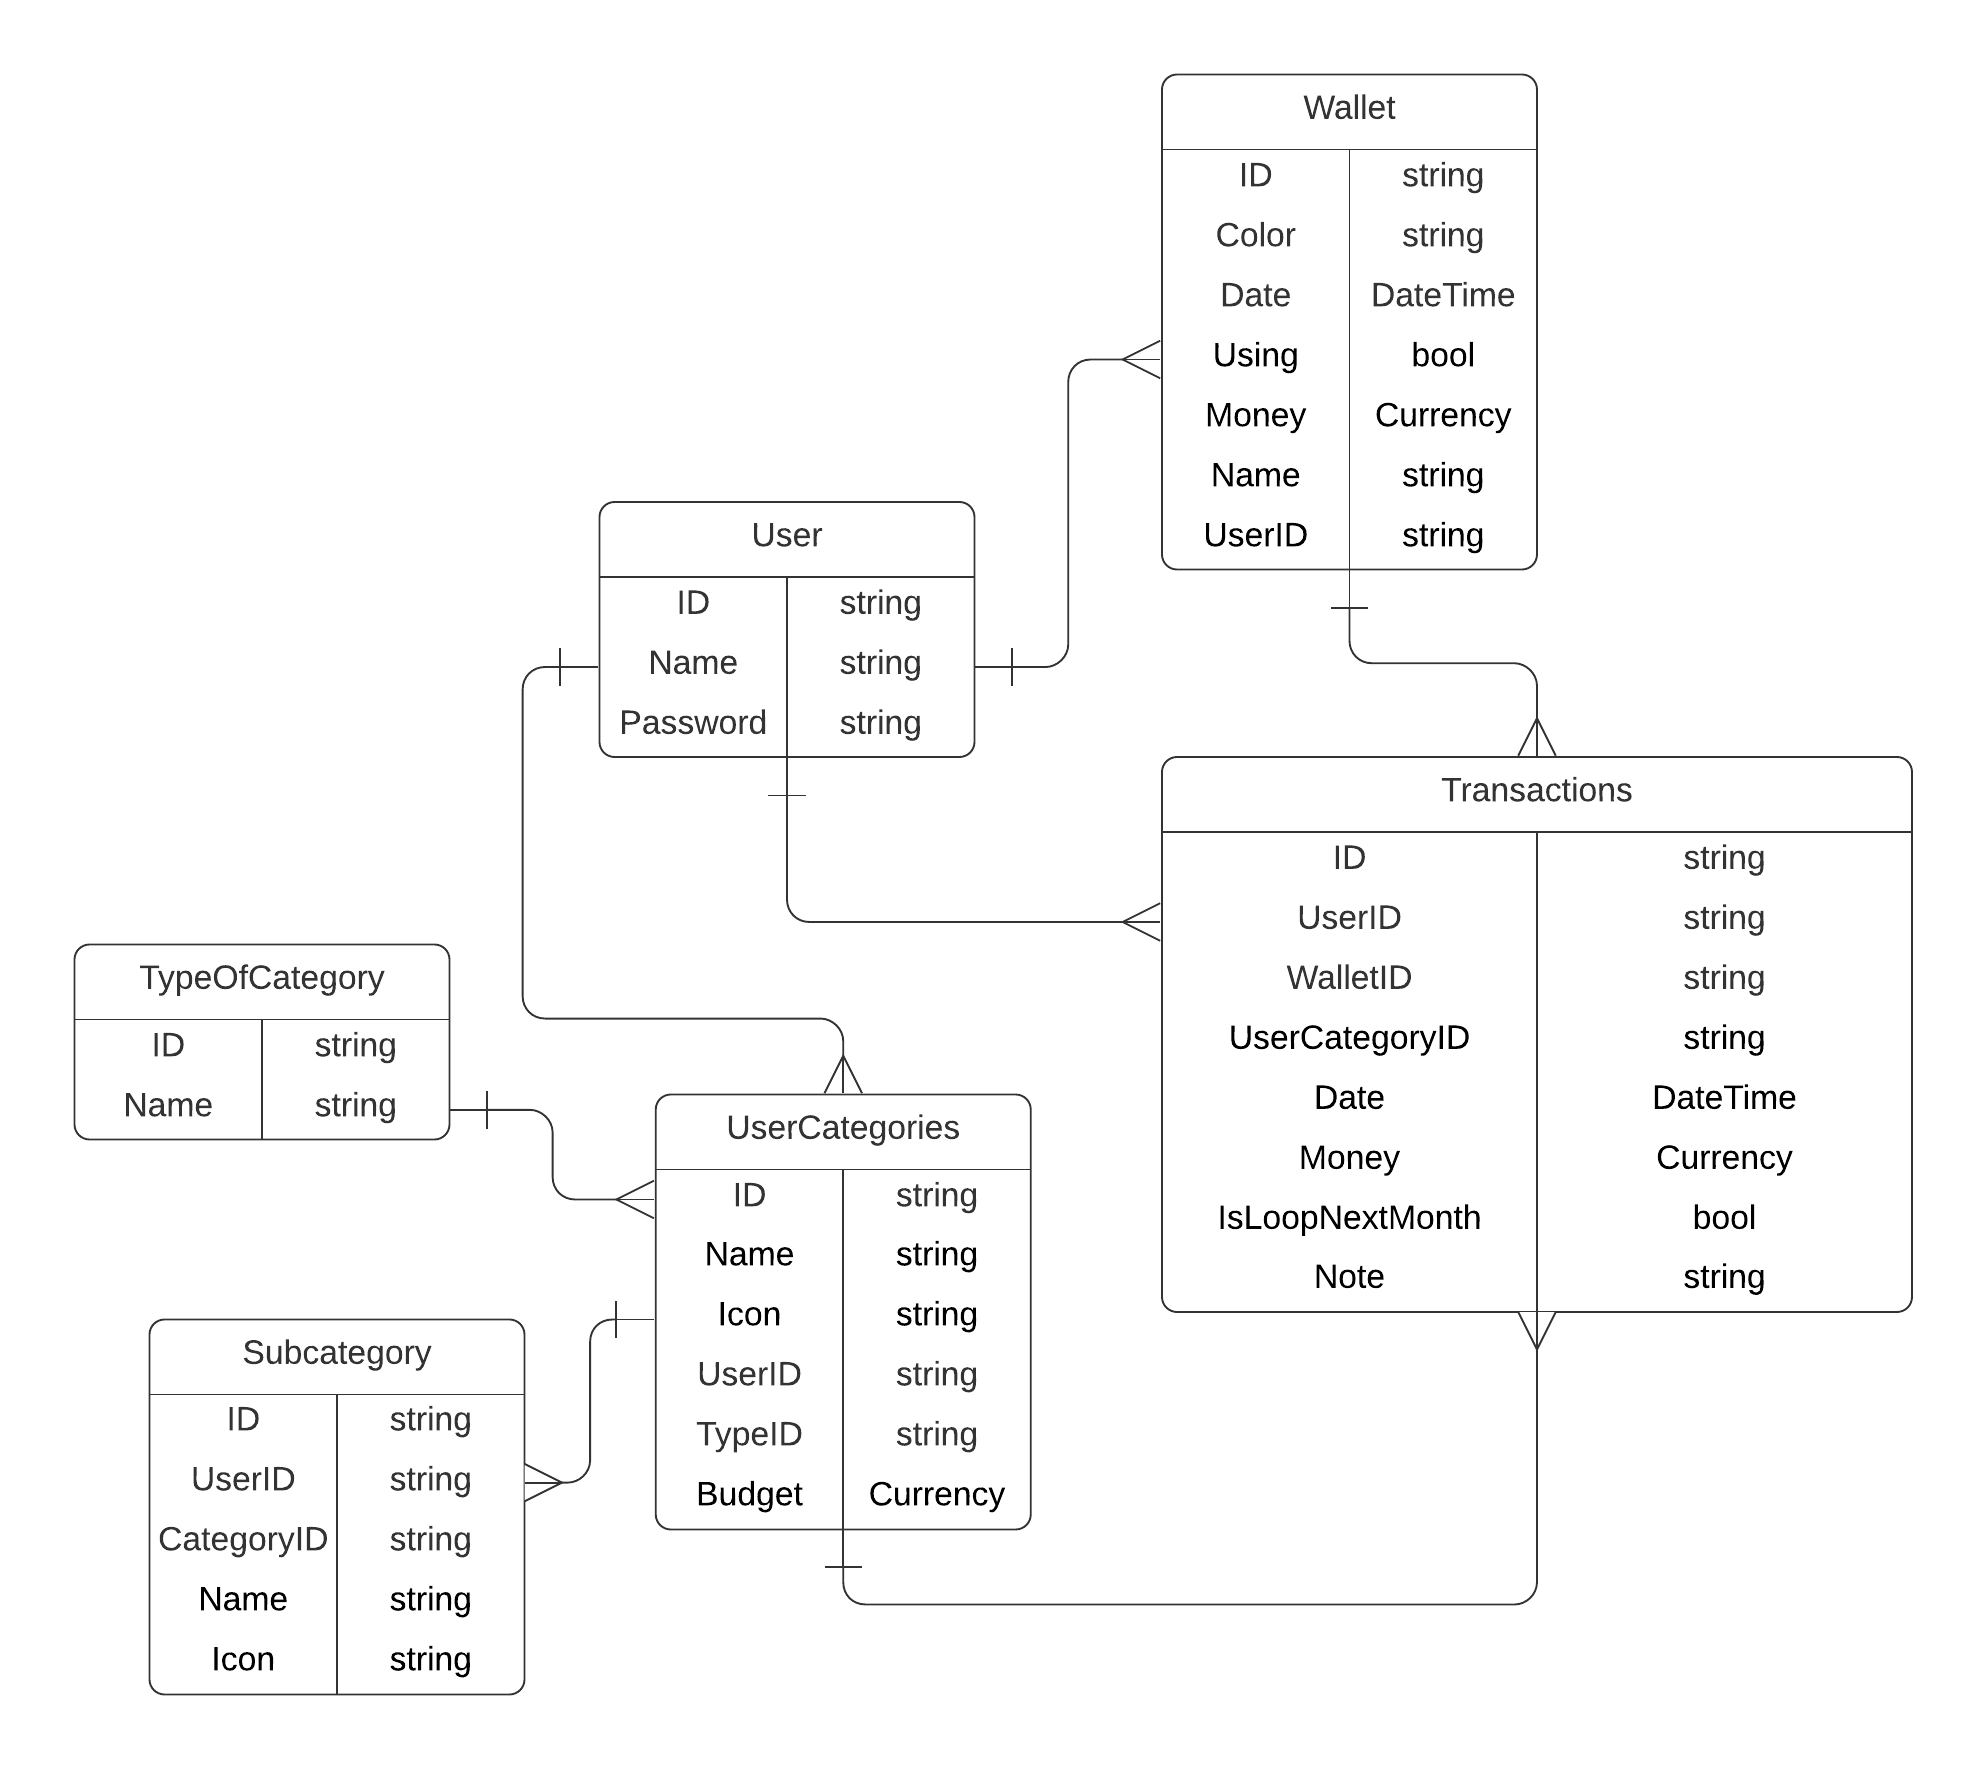 Wallet
ID string
Color string
Date DateTime
Using bool
Money Currency
Name string
UserID string
User
ID string
Name string
Password string
Transactions
ID string
UserID string
WalletID string
UserCategoryID string
Date DateTime
Money Currency
IsLoopNextMonth bool
Note string
TypeOfCategory
ID string
Name string
UserCategories
ID string
Name string
Icon string
UserID string
TypeID string
Budget Currency
Subcategory
ID string
UserID string
CategoryID string
Name string
Icon string